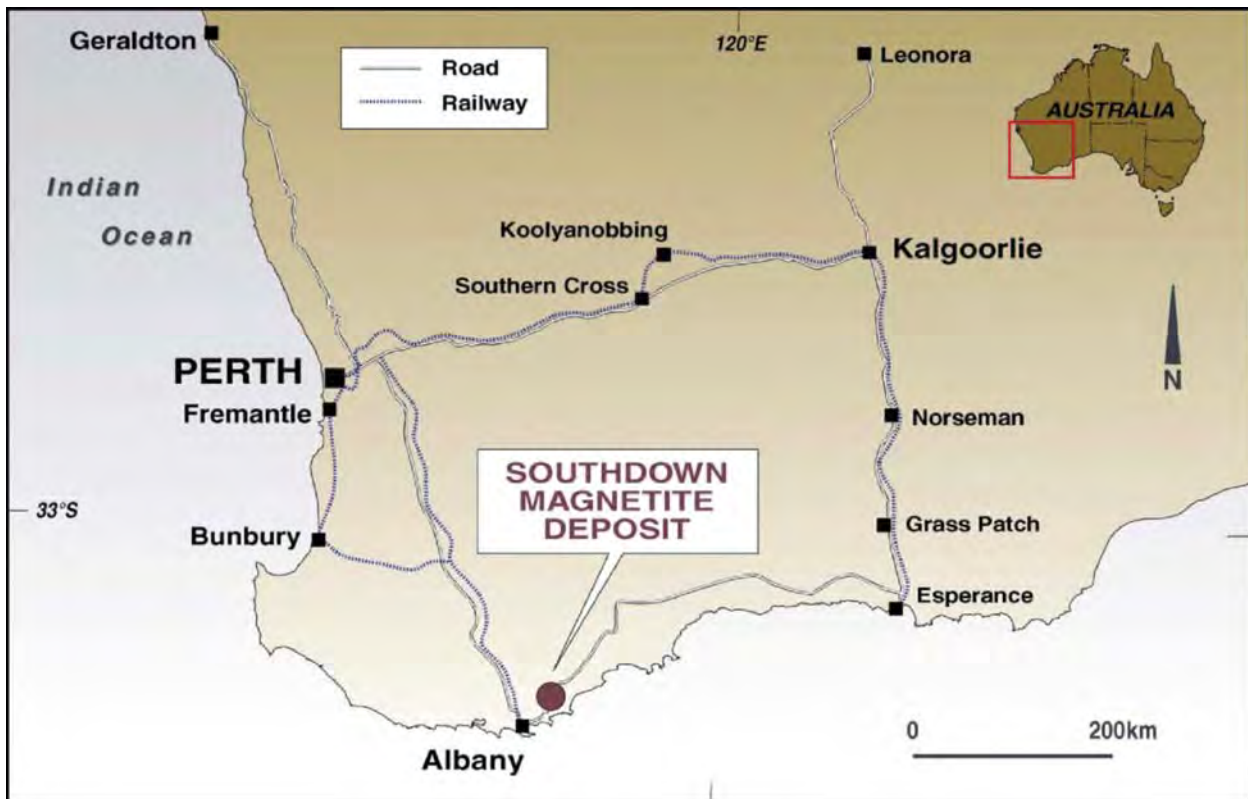 Geraldton
Road
Railway
120°E
Leonora
AUSTRALIA
Indian
Ocean
Koolyanobbing
Kalgoorlie
Southern Cross
PERTH
N
Fremantle
Norseman
SOUTHDOWN
MAGNETITE
DEPOSIT
33°S
Bunbury
Grass Patch
Esperance
0
200km
Albany